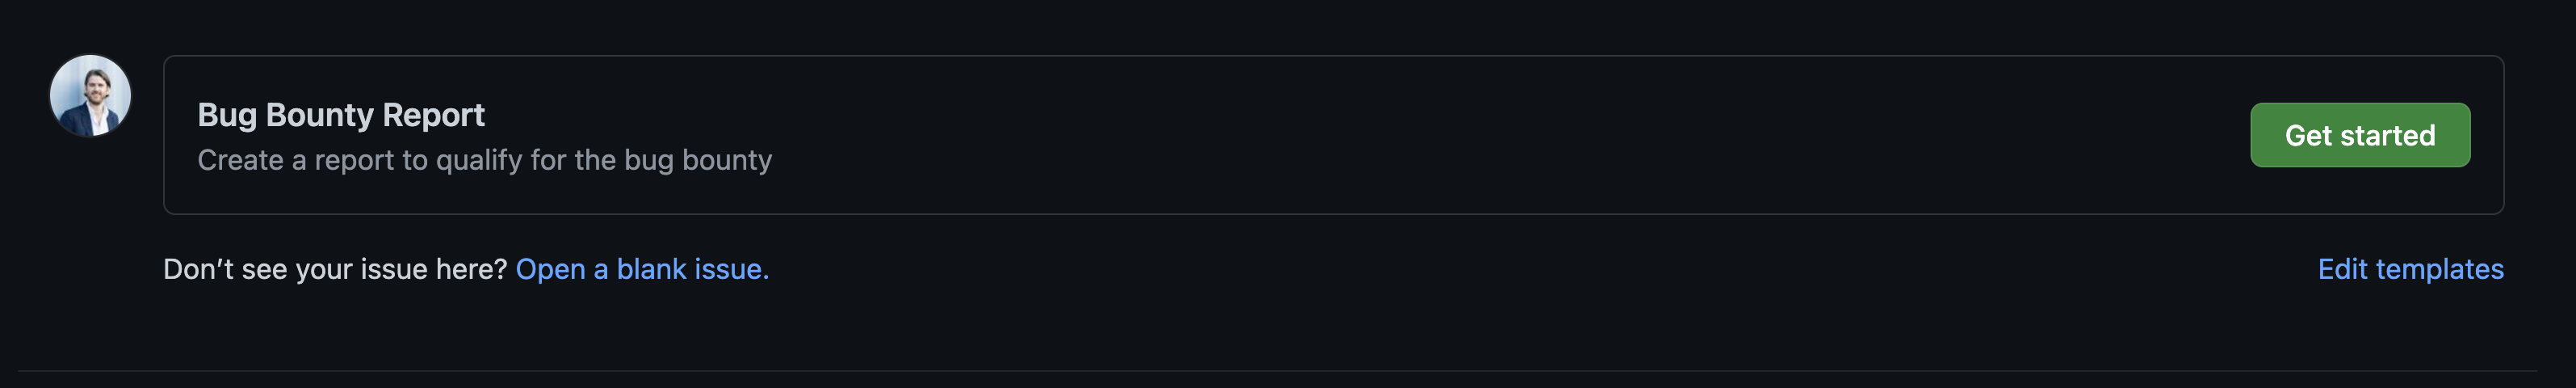 Bug Bounty Report
Create a report to qualify for the bug bounty
Get started
Don’t see your issue here? Open a blank issue.
Edit templates